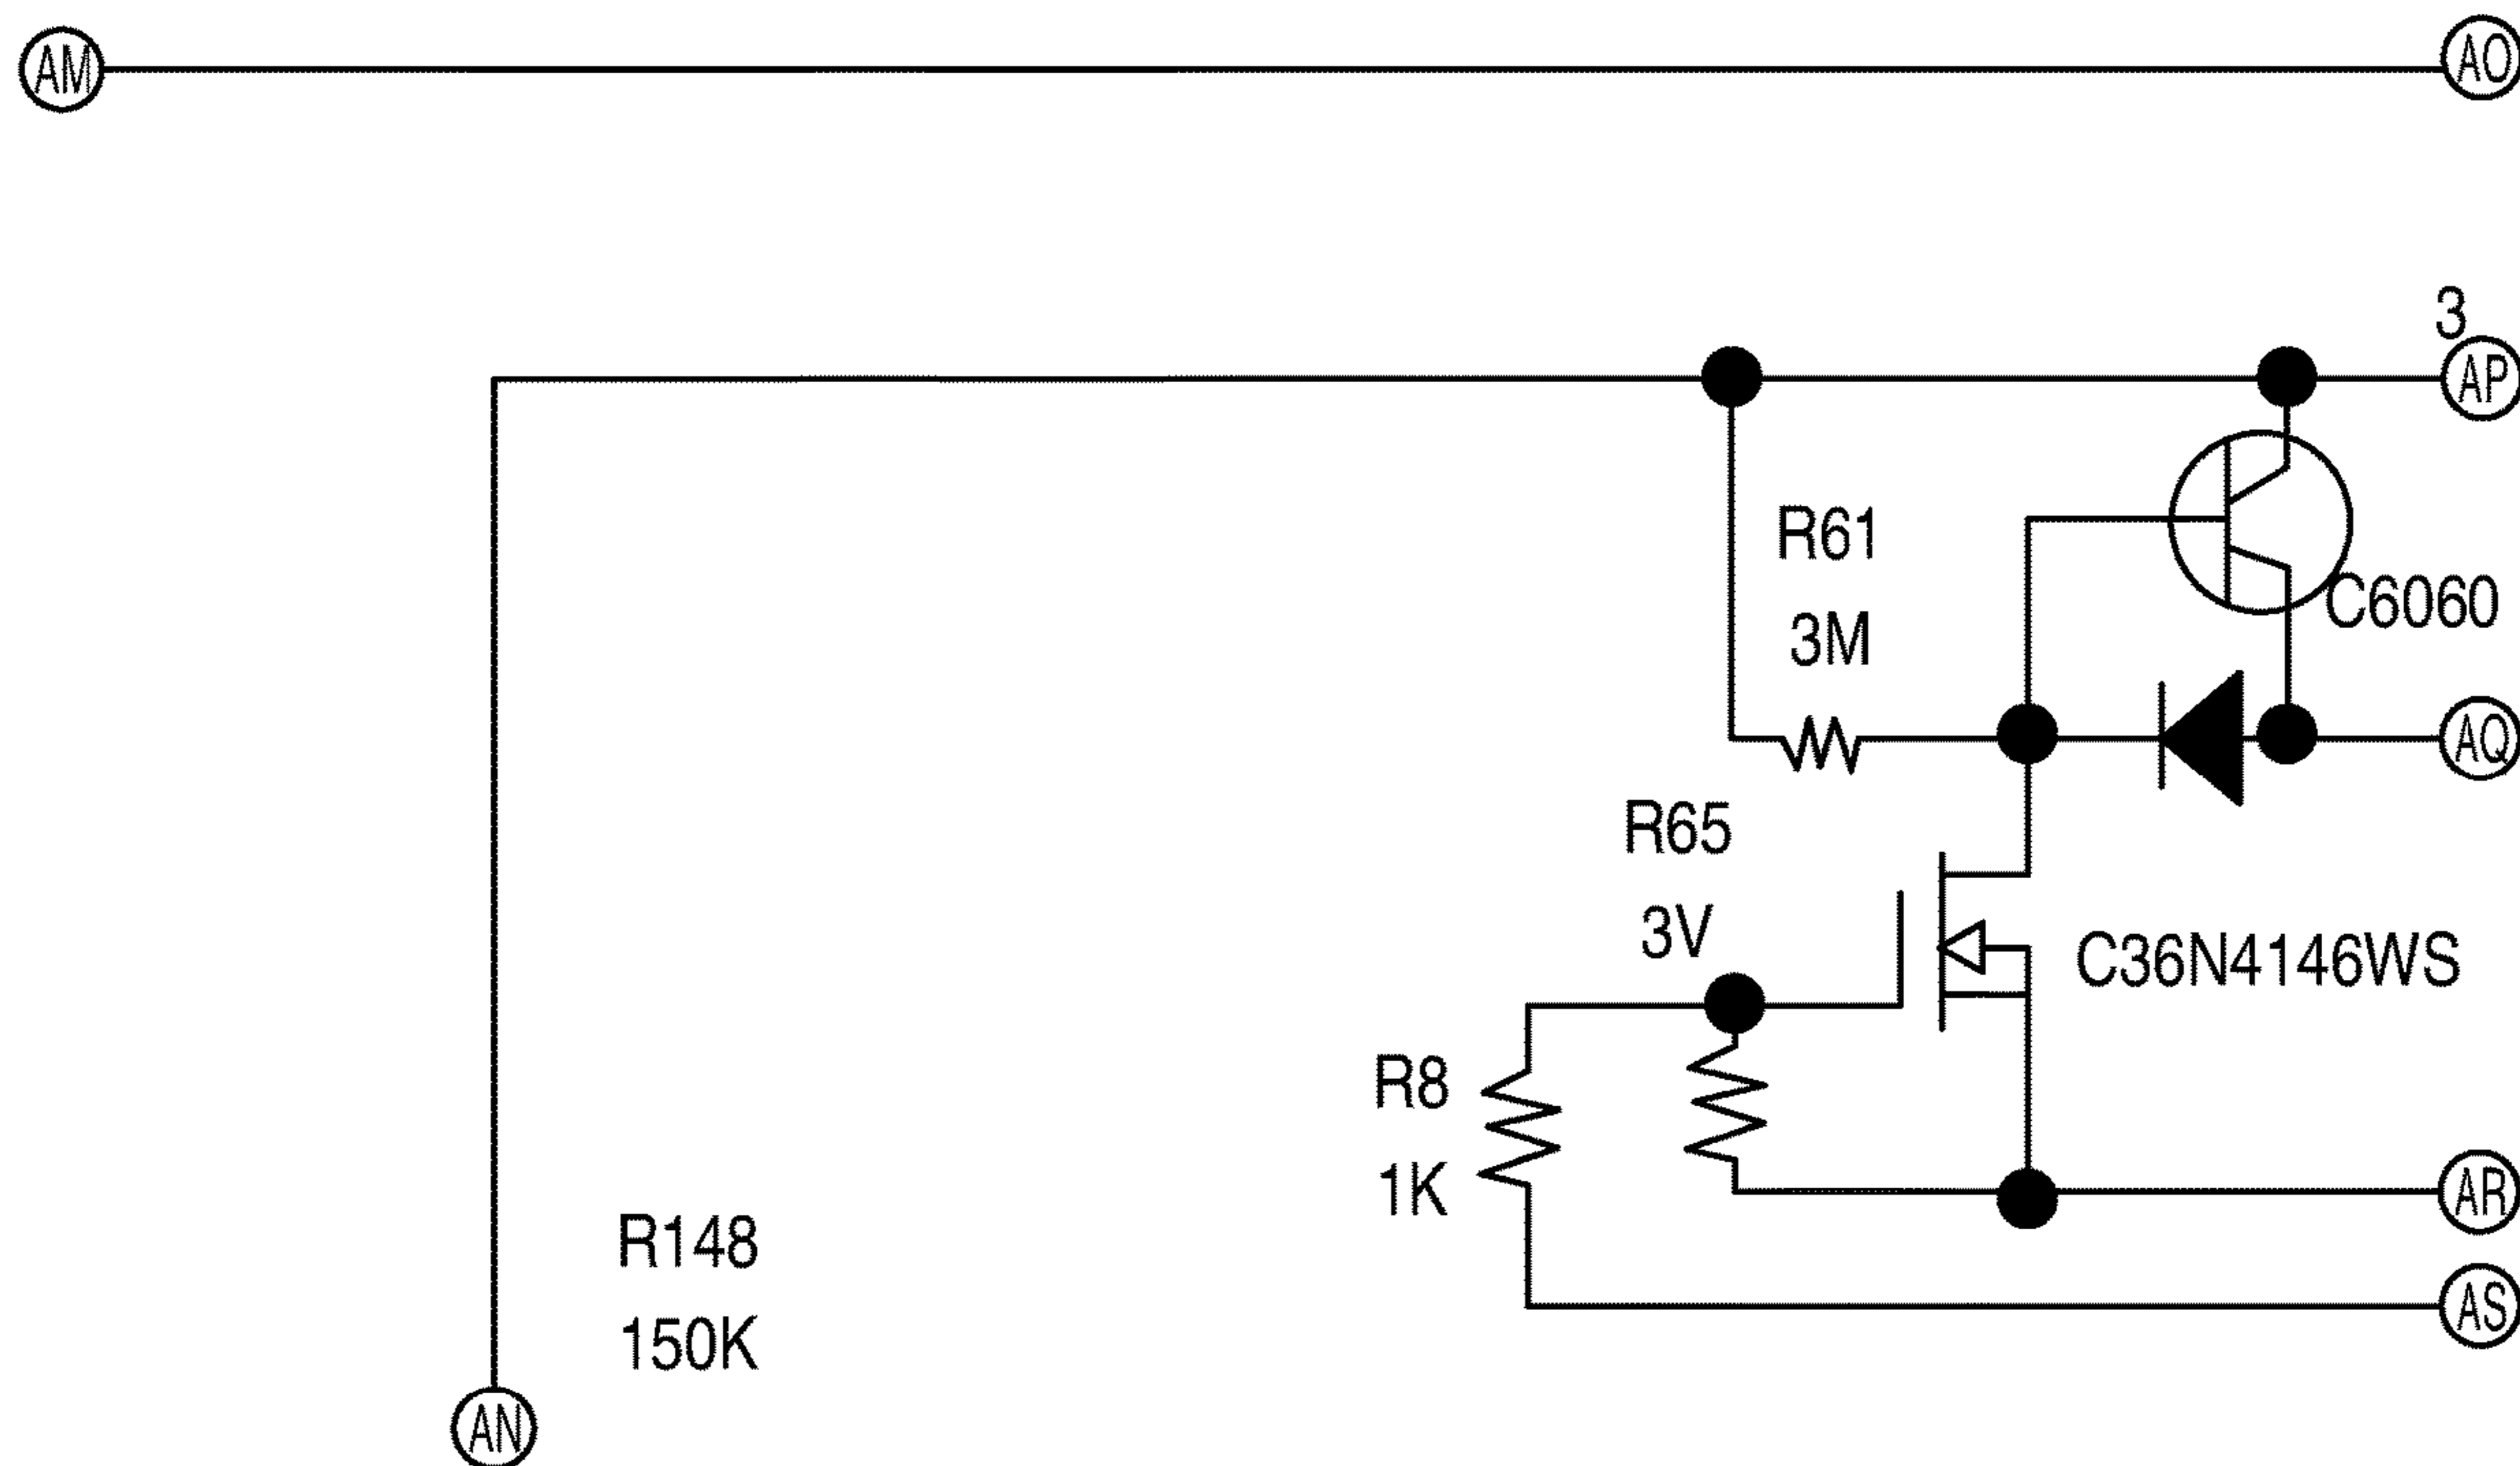 AM
AO
3
AP
R61
3M
C6060
AQ
R65
3V
C36N4146WS
R8
1K
AR
R148
150K
AS
AN